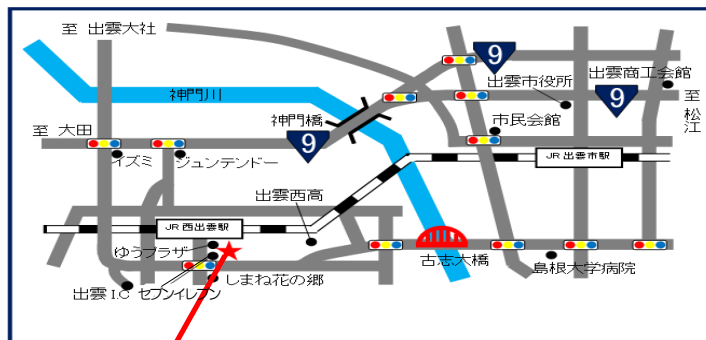 至 出雲大社
9
出雲商工会館
出雲市役所
9
至 松江
神門川
神門橋
市民会館
至 大田
9
イズミ
ジュンテンドー
JR 出雲市駅
出雲西高
JR 西出雲駅
ゆうプラザ
古志大橋
島根大学病院
しまね花の郷
出雲I.C
セブンイレブン